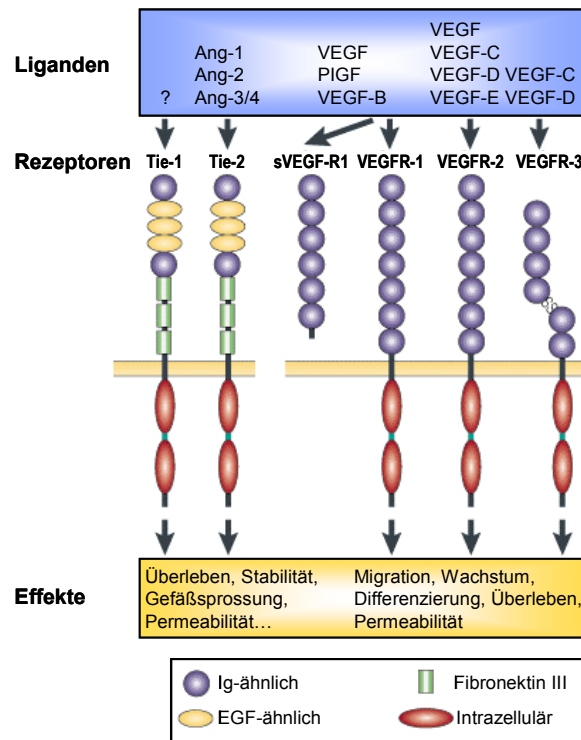 Liganden
VEGF
Ang-1 VEGF VEGF-C
Ang-2 PlGF VEGF-D VEGF-C
? Ang-3/4 VEGF-B VEGF-E VEGF-D
Rezeptoren Tie-1 Tie-2 sVEGF-R1 VEGFR-1 VEGFR-2 VEGFR-3
Effekte
Überleben, Stabilität,
Gefäßsprossung,
Permeabilität…
Migration, Wachstum,
Differenzierung, Überleben,
Permeabilität
Ig-ähnlich Fibronektin III
EGF-ähnlich Intrazellulär